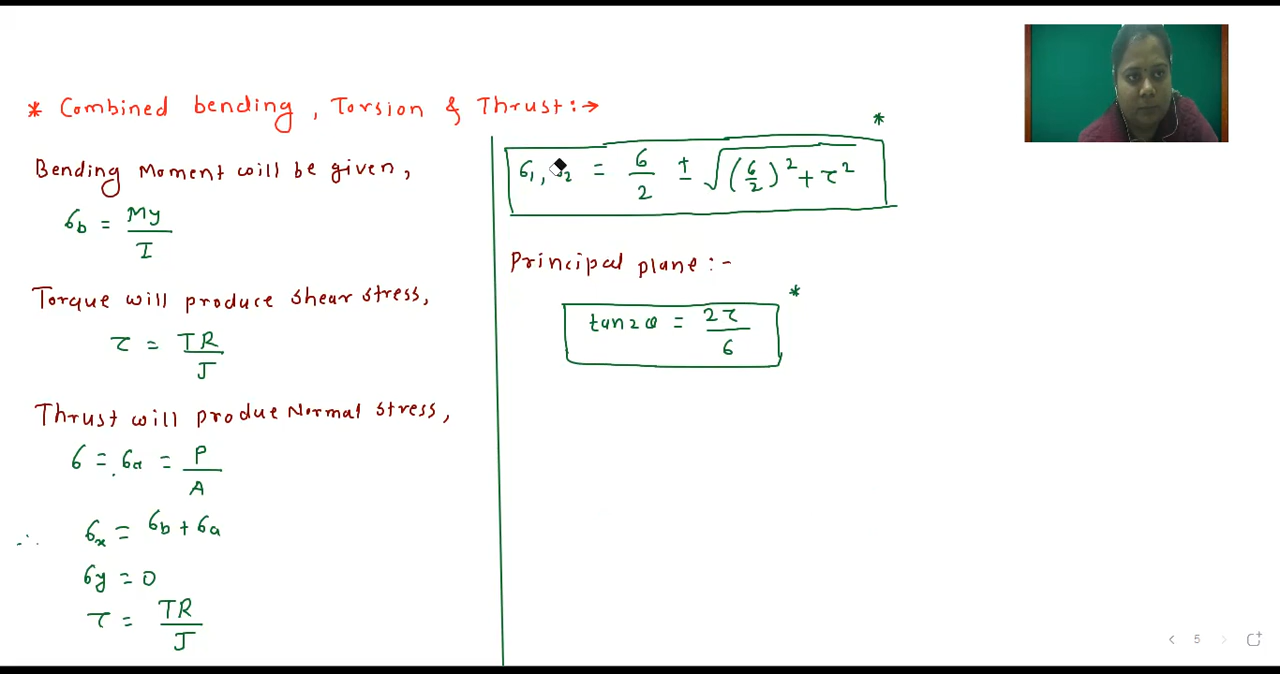 * Combined bending, Torsion & Thrust:→
Bending Moment will be given,
σb = My/I
Torque will produce shear stress,
τ = TR/J
Thrust will produe Normal stress,
σ = σa = P/A
∴ σx = σb + σa
σy = 0
τ = TR/J
*
σ1, σ2 = σ/2 ± √((σ/2)² + τ²)
Principal plane :-
*
tan2θ = 2τ/σ
< 5 >